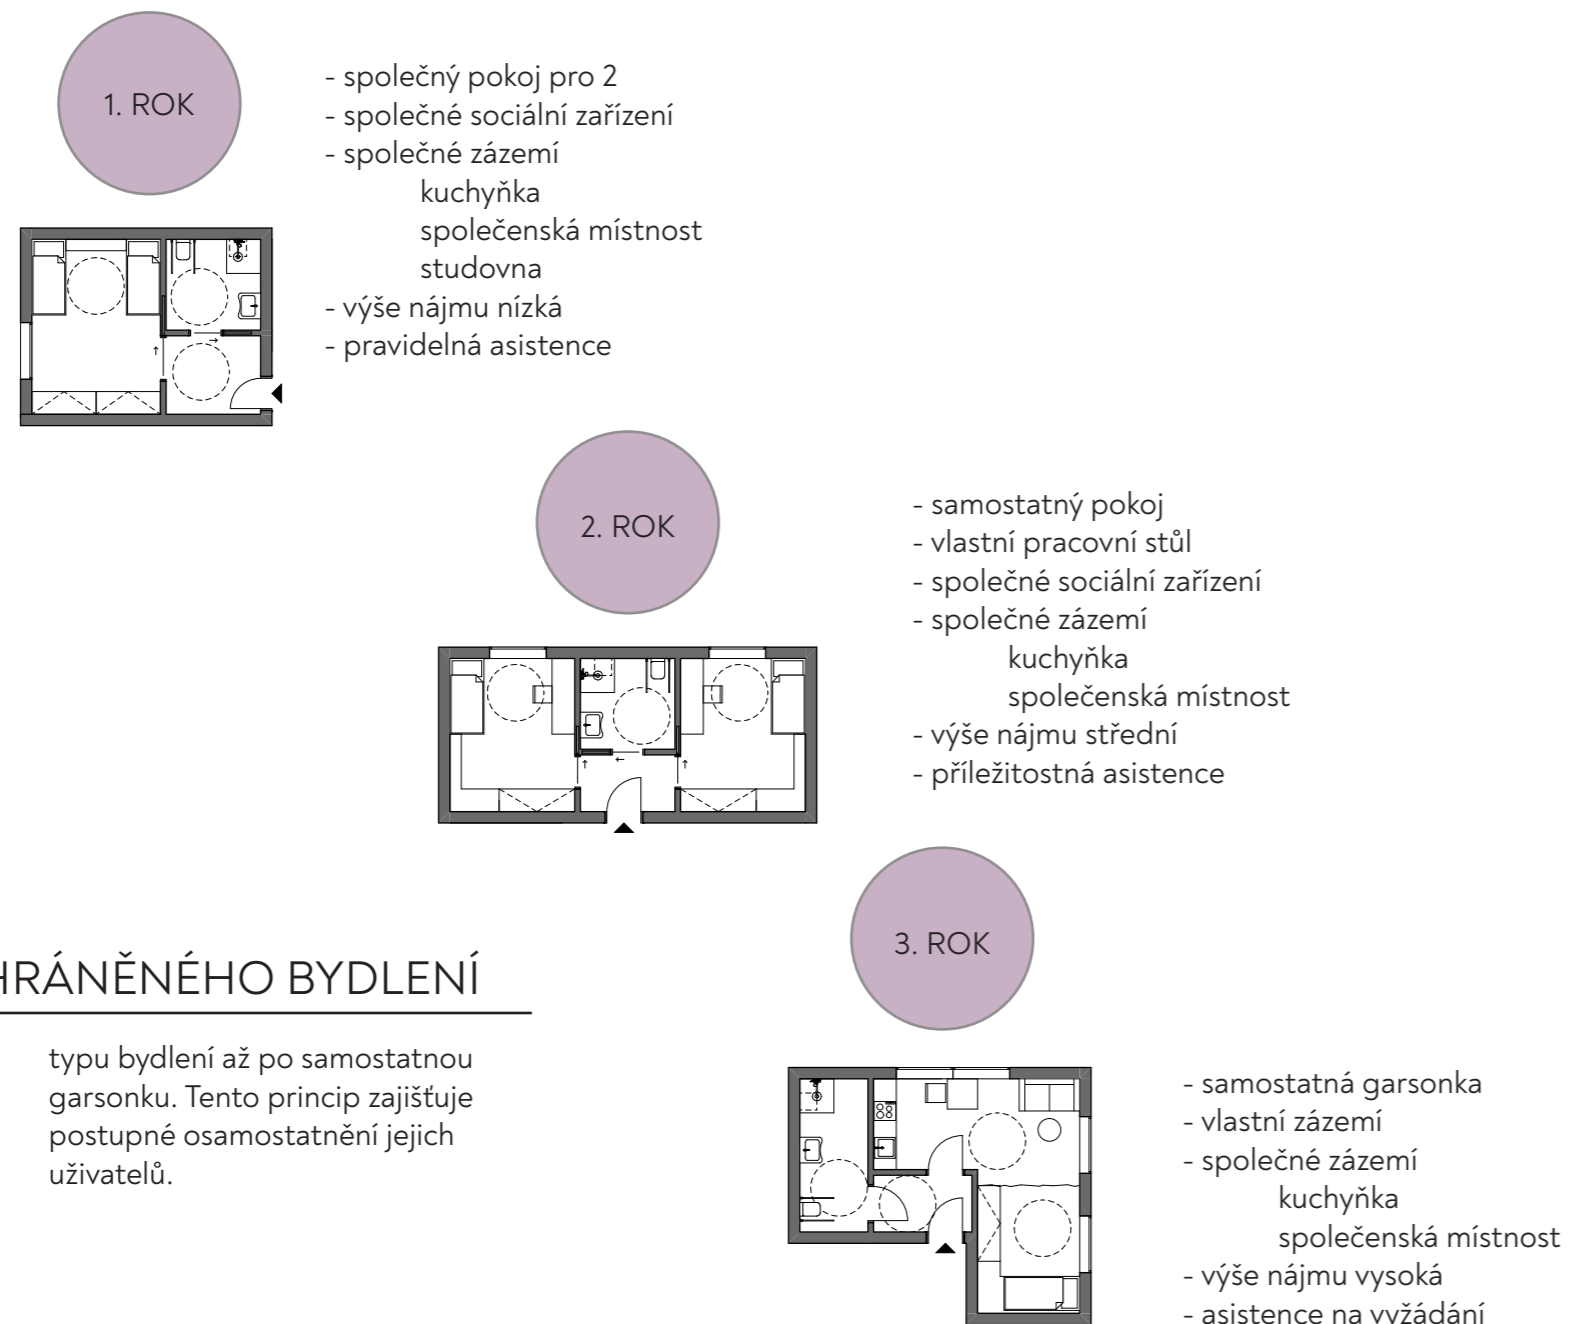 1. ROK
- společný pokoj pro 2
- společné sociální zařízení
- společné zázemí
kuchyňka
společenská místnost
studovna
- výše nájmu nízká
- pravidelná asistence
2. ROK
- samostatný pokoj
- vlastní pracovní stůl
- společné sociální zařízení
- společné zázemí
kuchyňka
společenská místnost
- výše nájmu střední
- příležitostná asistence
HRÁNĚNÉHO BYDLENÍ
typu bydlení až po samostatnou
garsonku. Tento princip zajišťuje
postupné osamostatnění jejich
uživatelů.
3. ROK
- samostatná garsonka
- vlastní zázemí
- společné zázemí
kuchyňka
společenská místnost
- výše nájmu vysoká
- asistence na vyžádání